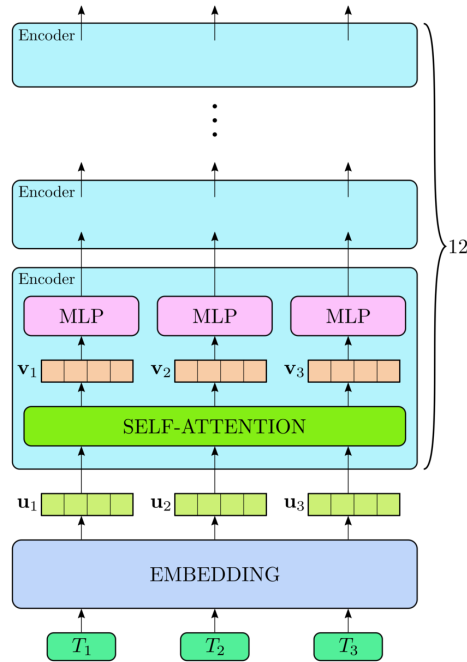 Encoder
Encoder
12
Encoder
MLP MLP MLP
v₁ v₂ v₃
SELF-ATTENTION
u₁ u₂ u₃
EMBEDDING
T₁ T₂ T₃